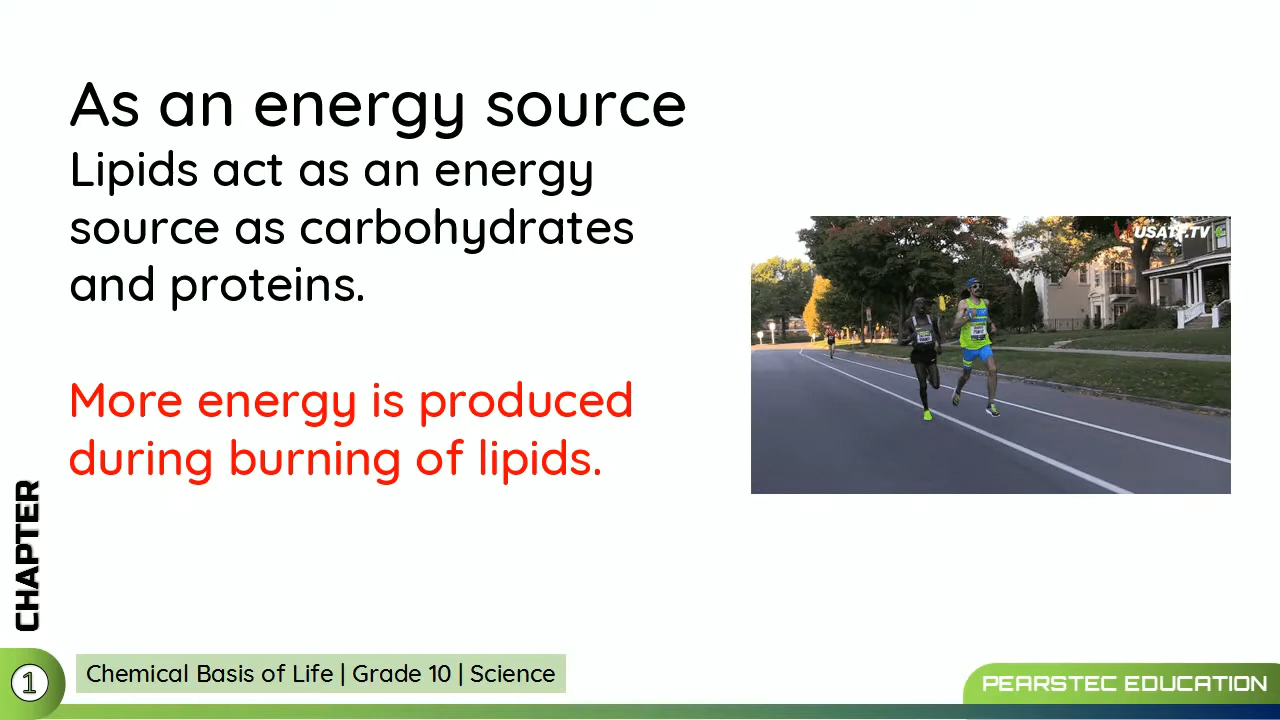 As an energy source
Lipids act as an energy
source as carbohydrates
and proteins.
More energy is produced
during burning of lipids.
USATF.TV
CHAPTER
1
Chemical Basis of Life | Grade 10 | Science
PEARSTEC EDUCATION